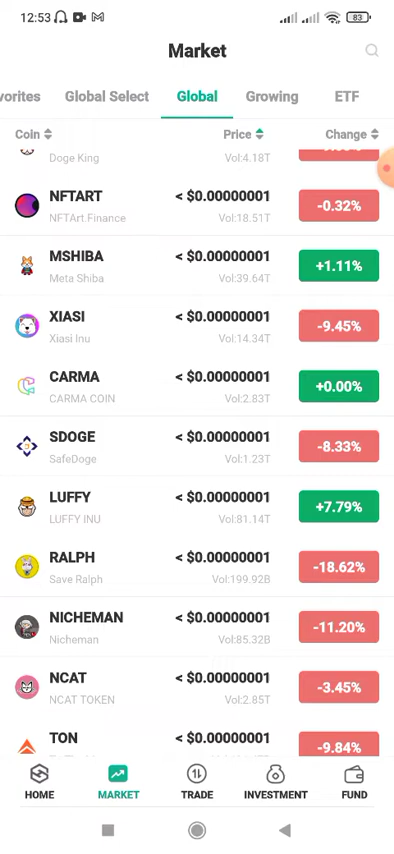 12:53
83
Market
vorites Global Select Global Growing ETF
Coin Price Change
Doge King Vol:4.18T
NFTART < $0.00000001 -0.32%
NFTArt.Finance Vol:18.51T
MSHIBA < $0.00000001 +1.11%
Meta Shiba Vol:39.64T
XIASI < $0.00000001 -9.45%
Xiasi Inu Vol:14.34T
CARMA < $0.00000001 +0.00%
CARMA COIN Vol:2.83T
SDOGE < $0.00000001 -8.33%
SafeDoge Vol:1.23T
LUFFY < $0.00000001 +7.79%
LUFFY INU Vol:81.14T
RALPH < $0.00000001 -18.62%
Save Ralph Vol:199.92B
NICHEMAN < $0.00000001 -11.20%
Nicheman Vol:85.32B
NCAT < $0.00000001 -3.45%
NCAT TOKEN Vol:2.85T
TON < $0.00000001 -9.84%
HOME MARKET TRADE INVESTMENT FUND